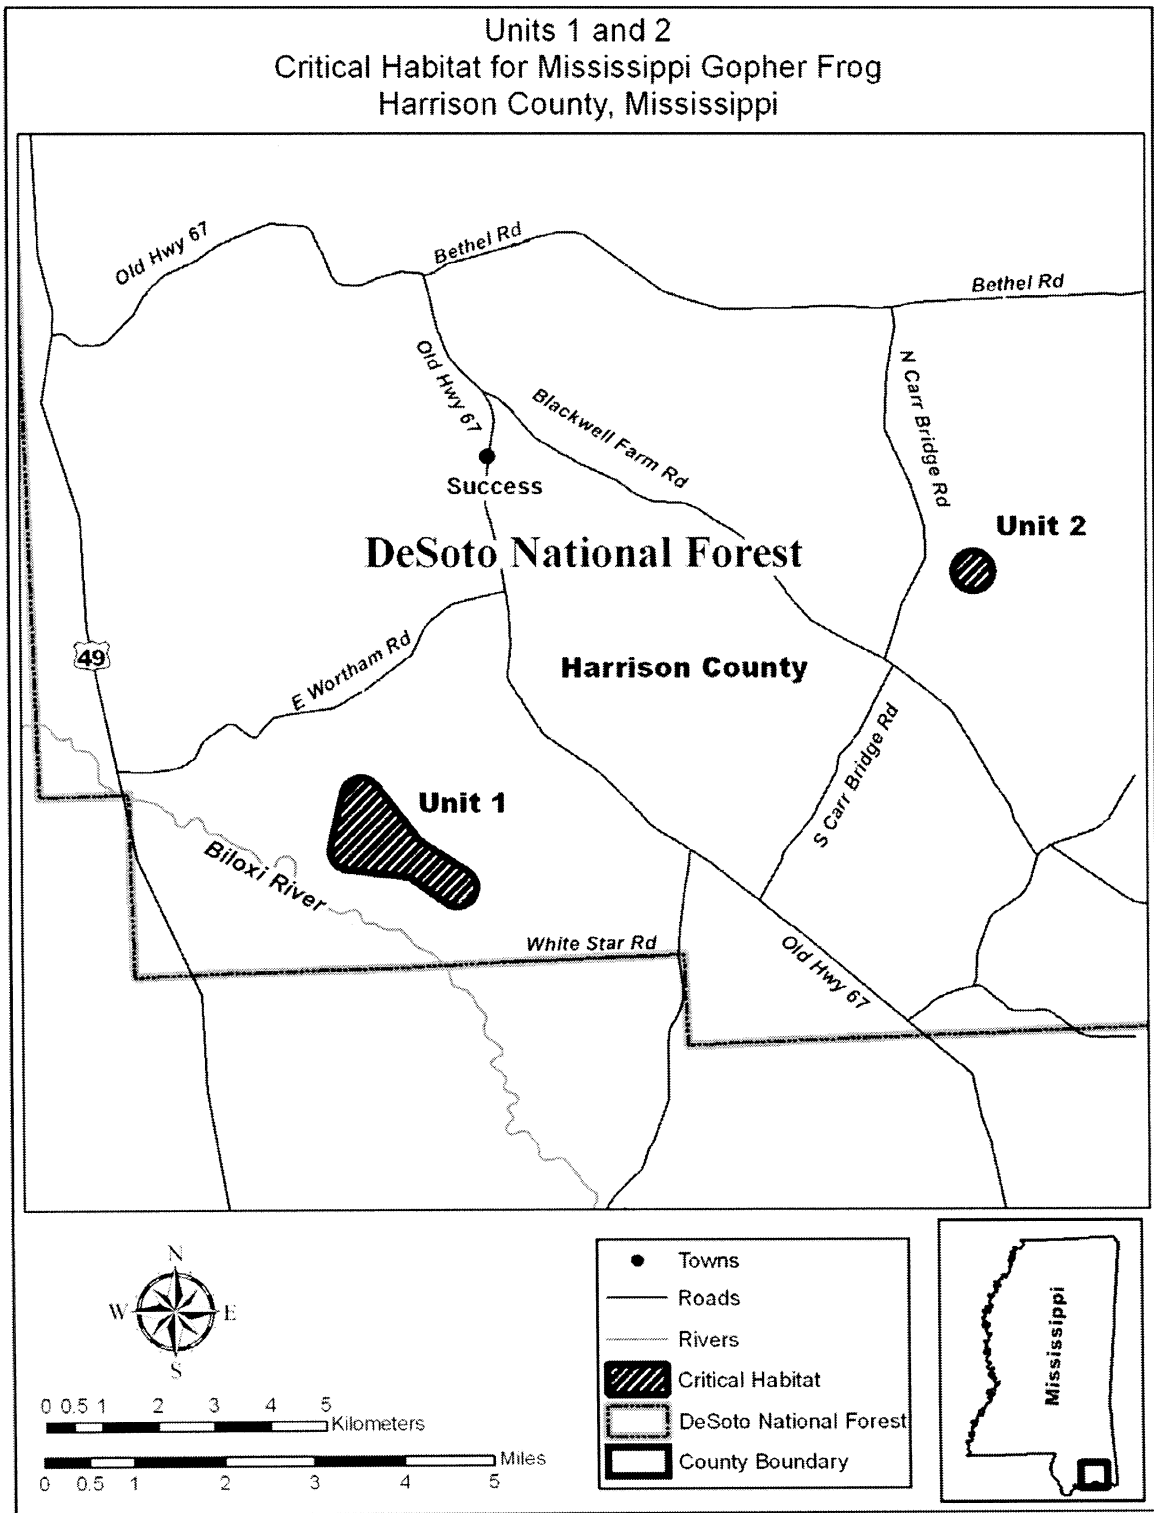 Units 1 and 2
Critical Habitat for Mississippi Gopher Frog
Harrison County, Mississippi
Old Hwy 67
Bethel Rd
Bethel Rd
Old Hwy 67
Blackwell Farm Rd
N Carr Bridge Rd
Success
Unit 2
DeSoto National Forest
49
E Wortham Rd
Harrison County
S Carr Bridge Rd
Unit 1
Biloxi River
White Star Rd
Old Hwy 67
N
W E
S
0 0.5 1 2 3 4 5
Kilometers
Miles
0 0.5 1 2 3 4 5
Towns
Roads
Rivers
Critical Habitat
DeSoto National Forest
County Boundary
Mississippi